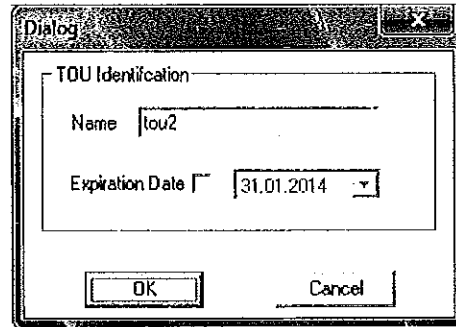 Dialog
TOU Identifcation
Name tou2
Expiration Date 31.01.2014
OK Cancel